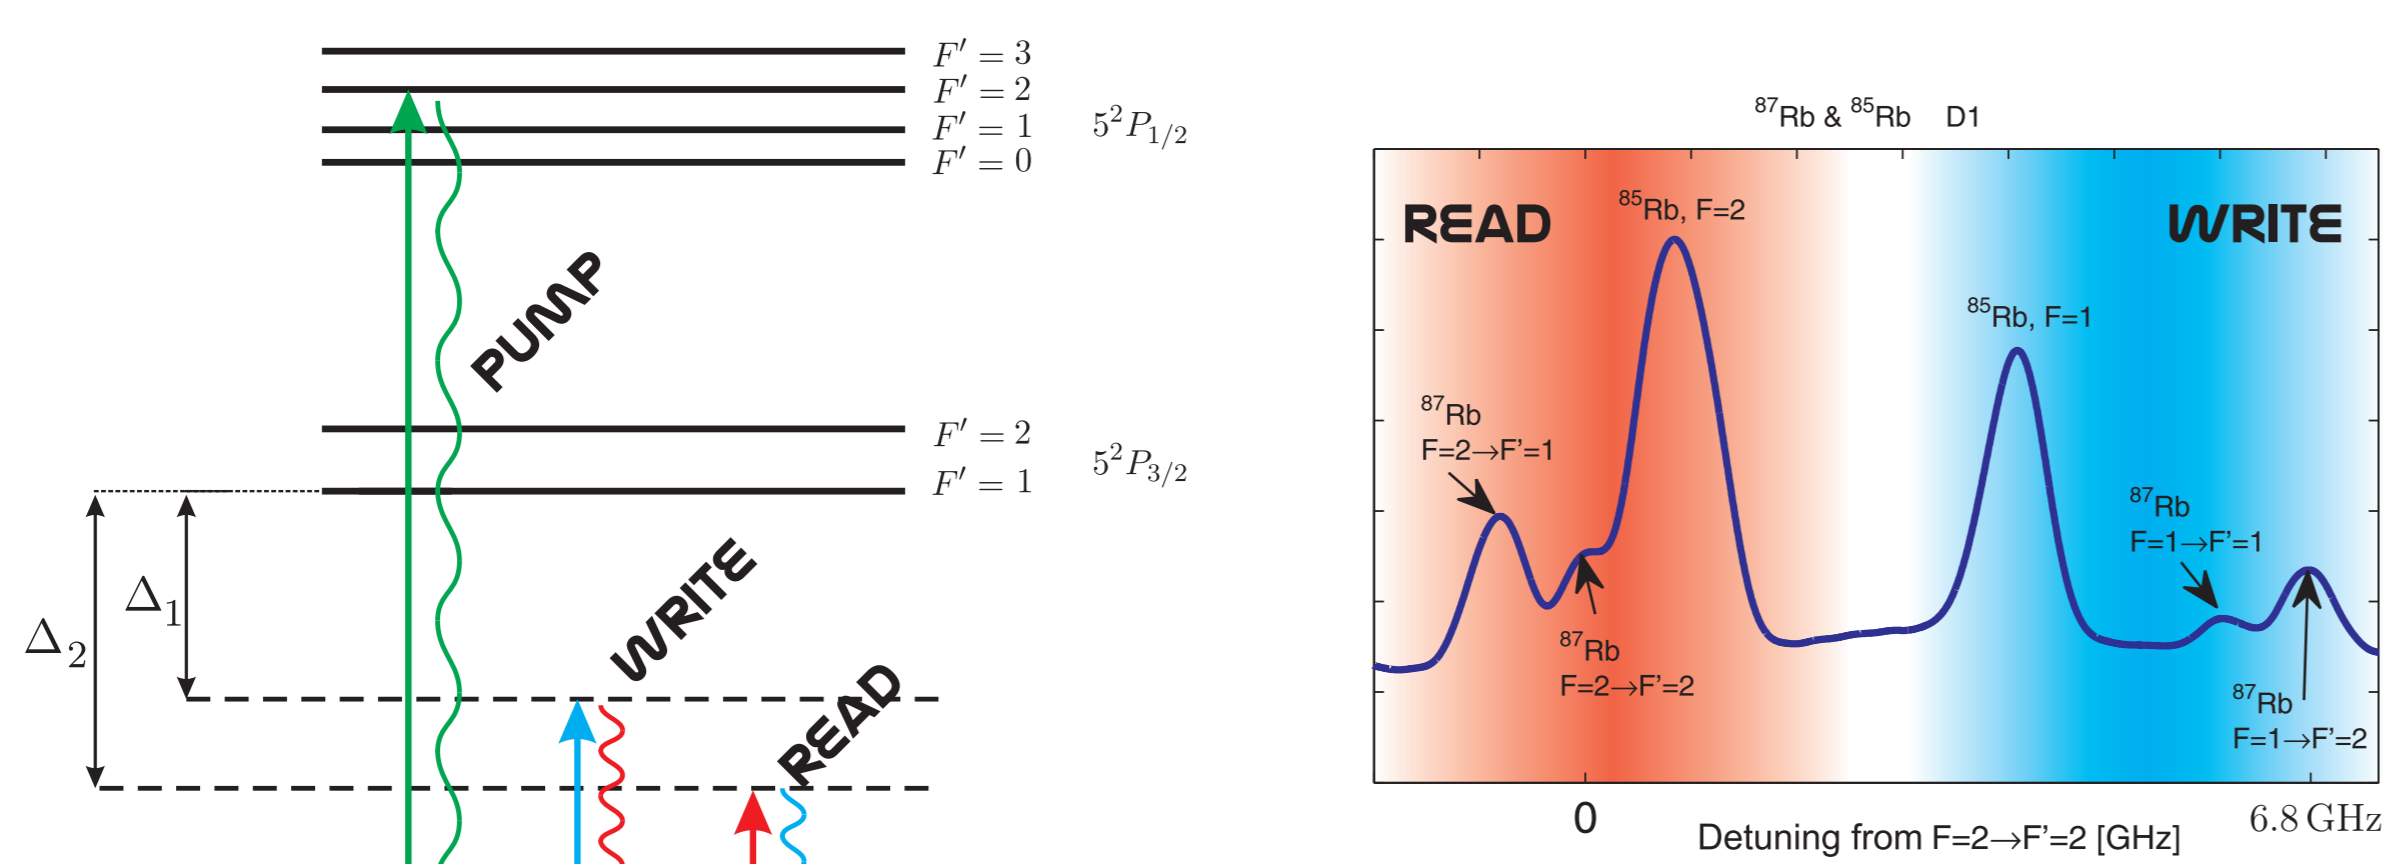 F′ = 3
F′ = 2
F′ = 1
F′ = 0
5²P₁/₂
PUMP
F′ = 2
F′ = 1
5²P₃/₂
Δ₁
Δ₂
WRITE
READ
⁸⁷Rb & ⁸⁵Rb D1
READ
WRITE
⁸⁵Rb, F=2
⁸⁵Rb, F=1
⁸⁷Rb
F=2→F'=1
⁸⁷Rb
F=1→F'=1
⁸⁷Rb
F=2→F'=2
⁸⁷Rb
F=1→F'=2
0
6.8 GHz
Detuning from F=2→F'=2 [GHz]